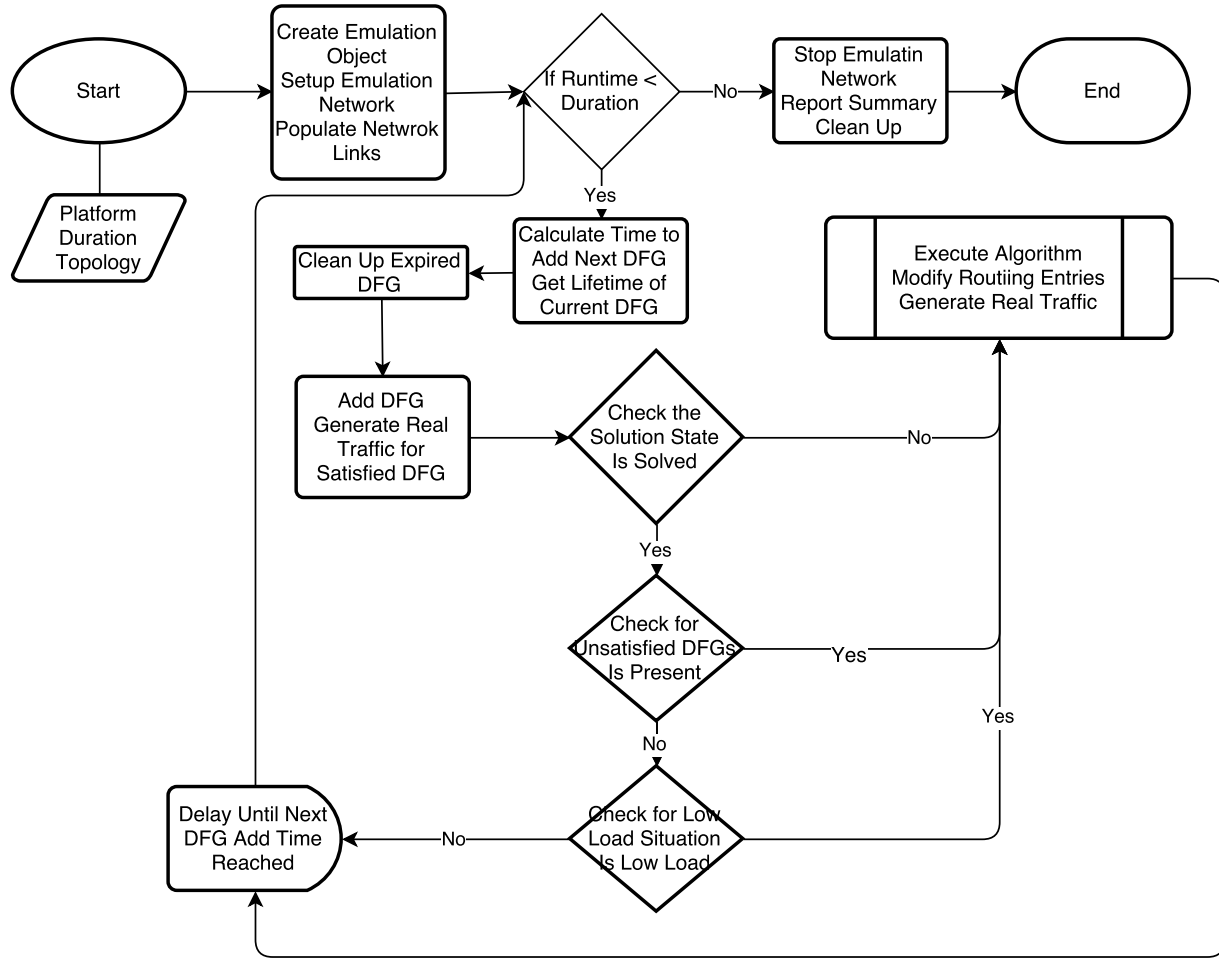 Start
Platform
Duration
Topology
Create Emulation
Object
Setup Emulation
Network
Populate Netwrok
Links
If Runtime <
Duration
No
Stop Emulatin
Network
Report Summary
Clean Up
End
Yes
Calculate Time to
Add Next DFG
Get Lifetime of
Current DFG
Clean Up Expired
DFG
Execute Algorithm
Modify Routiing Entries
Generate Real Traffic
Add DFG
Generate Real
Traffic for
Satisfied DFG
Check the
Solution State
Is Solved
No
Yes
Check for
Unsatisfied DFGs
Is Present
Yes
No
Yes
Check for Low
Load Situation
Is Low Load
No
Delay Until Next
DFG Add Time
Reached